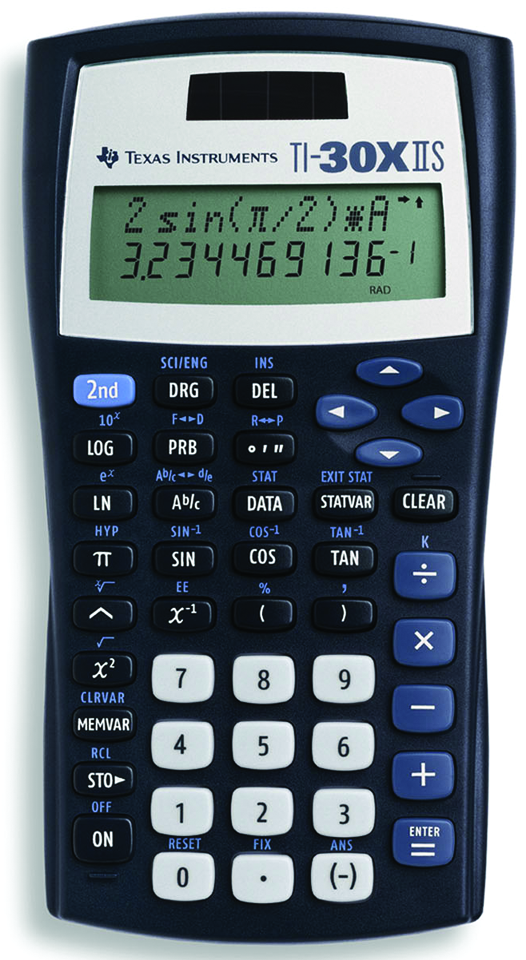 TEXAS INSTRUMENTS TI-30XIIS
2 sin(π/2)*A
3.234469136⁻¹
RAD
SCI/ENG INS
2nd DRG DEL
10ˣ F◄►D R◄►P
LOG PRB ° ' "
eˣ Ab/c◄►d/e STAT EXIT STAT
LN Ab/c DATA STATVAR CLEAR
HYP SIN⁻¹ COS⁻¹ TAN⁻¹ K
π SIN COS TAN ÷
ˣ√ EE % ,
^ x⁻¹ ( ) ×
√
x² 7 8 9
CLRVAR
MEMVAR 4 5 6 −
RCL
STO► +
OFF 1 2 3
ON ENTER
RESET FIX ANS =
0 . (-)